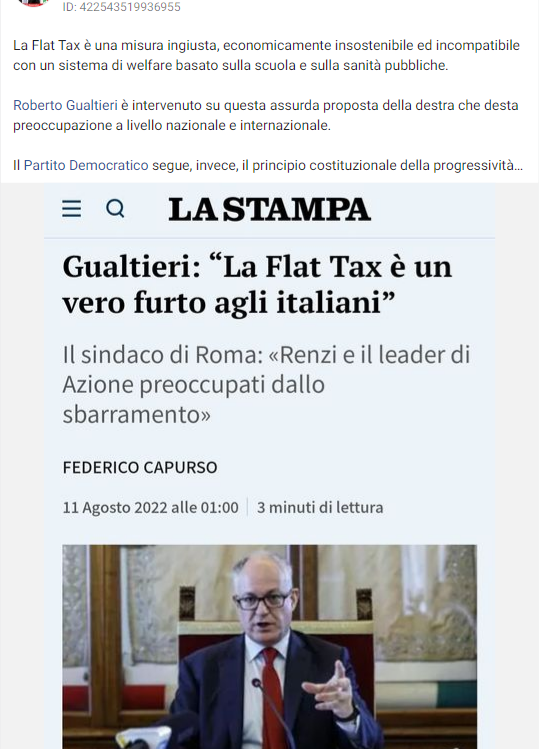 ID: 422543519936955
La Flat Tax è una misura ingiusta, economicamente insostenibile ed incompatibile
con un sistema di welfare basato sulla scuola e sulla sanità pubbliche.
Roberto Gualtieri è intervenuto su questa assurda proposta della destra che desta
preoccupazione a livello nazionale e internazionale.
Il Partito Democratico segue, invece, il principio costituzionale della progressività...
LA STAMPA
Gualtieri: “La Flat Tax è un
vero furto agli italiani”
Il sindaco di Roma: «Renzi e il leader di
Azione preoccupati dallo
sbarramento»
FEDERICO CAPURSO
11 Agosto 2022 alle 01:00 3 minuti di lettura